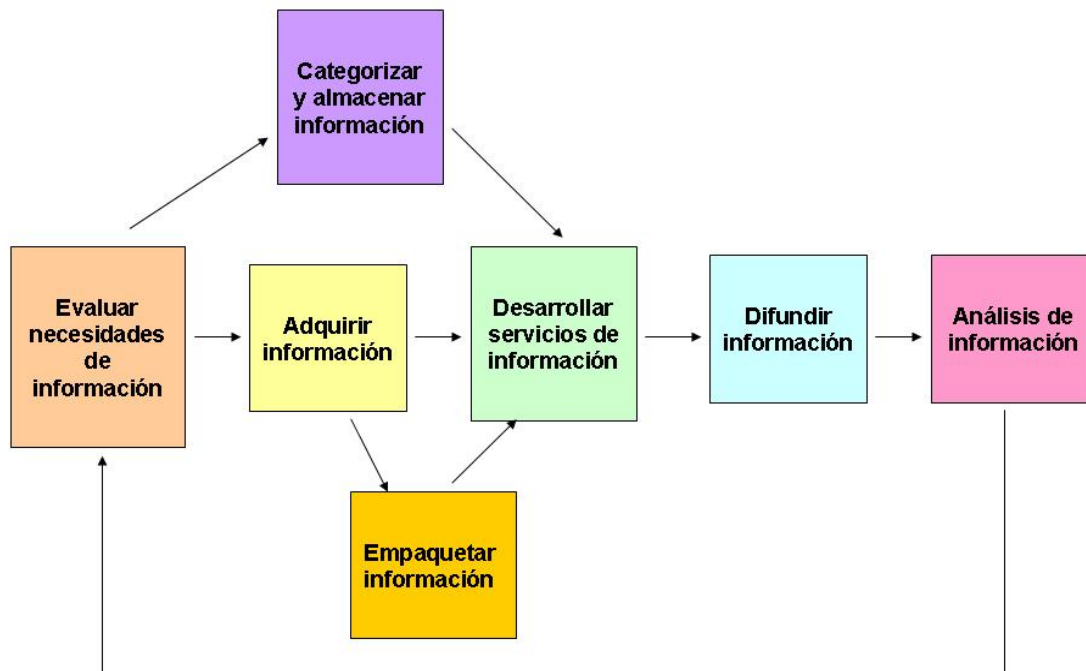 Categorizar
y almacenar
información
Evaluar
necesidades
de
información
Adquirir
información
Desarrollar
servicios de
información
Difundir
información
Análisis de
información
Empaquetar
información